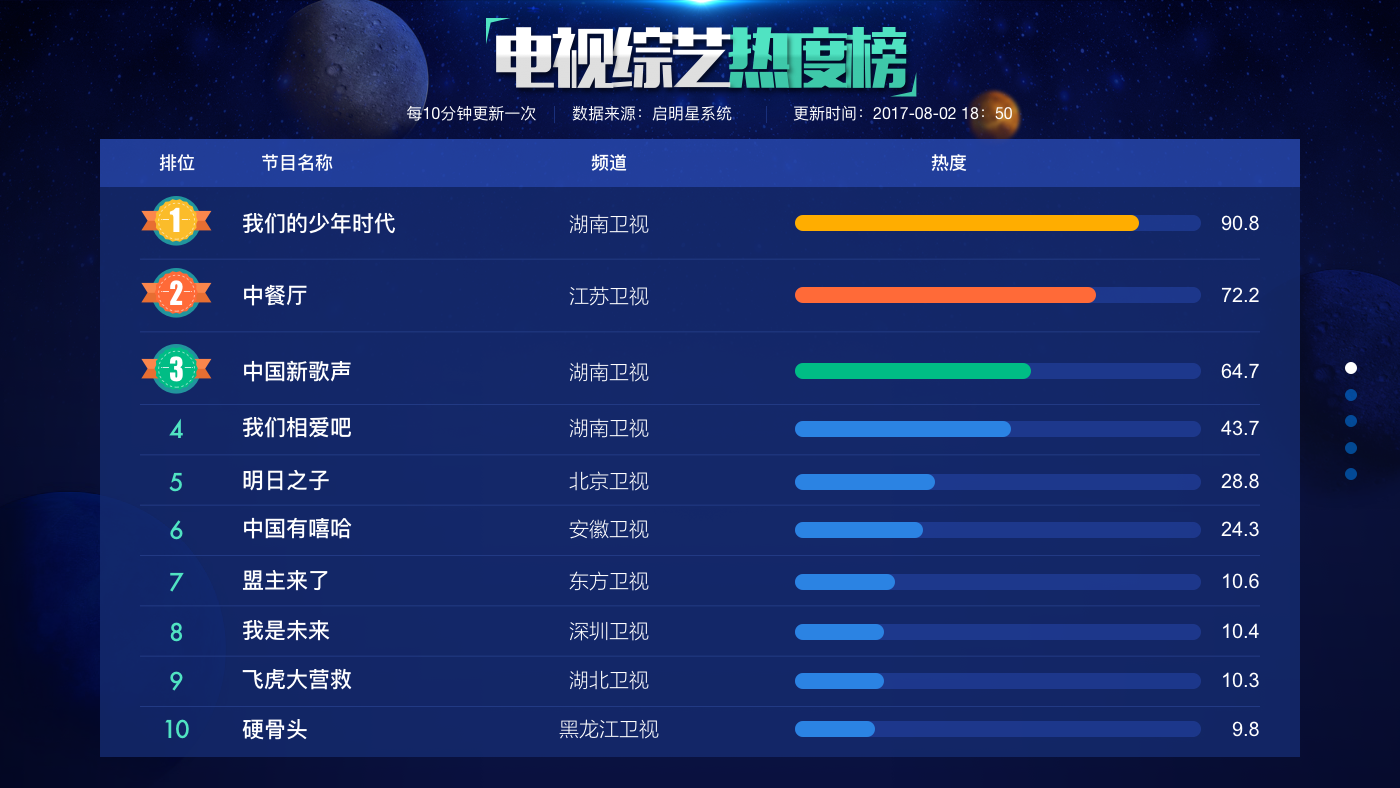 电视综艺热度榜
每10分钟更新一次 数据来源：启明星系统 更新时间：2017-08-02 18：50
排位 节目名称 频道 热度
1 我们的少年时代 湖南卫视 90.8
2 中餐厅 江苏卫视 72.2
3 中国新歌声 湖南卫视 64.7
4 我们相爱吧 湖南卫视 43.7
5 明日之子 北京卫视 28.8
6 中国有嘻哈 安徽卫视 24.3
7 盟主来了 东方卫视 10.6
8 我是未来 深圳卫视 10.4
9 飞虎大营救 湖北卫视 10.3
10 硬骨头 黑龙江卫视 9.8